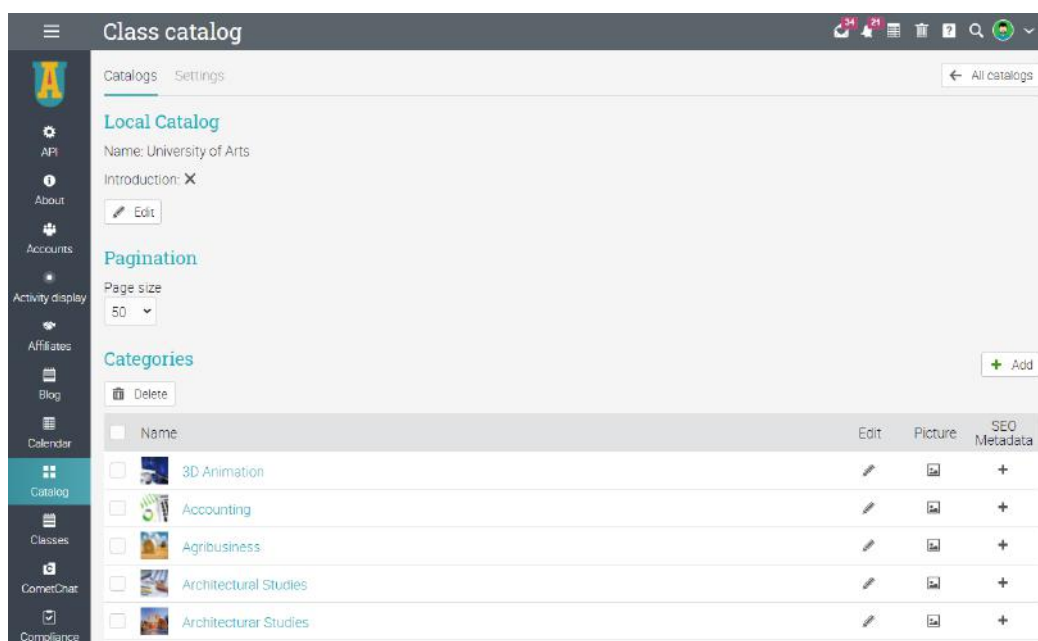 Class catalog
34
21
?
Catalogs Settings
← All catalogs
A
API
About
Accounts
Activity display
Affiliates
Blog
Calendar
Catalog
Classes
CometChat
Compliance
Local Catalog
Name: University of Arts
Introduction:
Edit
Pagination
Page size
50
Categories
+ Add
Delete
Name Edit Picture SEO Metadata
3D Animation
Accounting
Agribusiness
Architectural Studies
Architecturar Studies